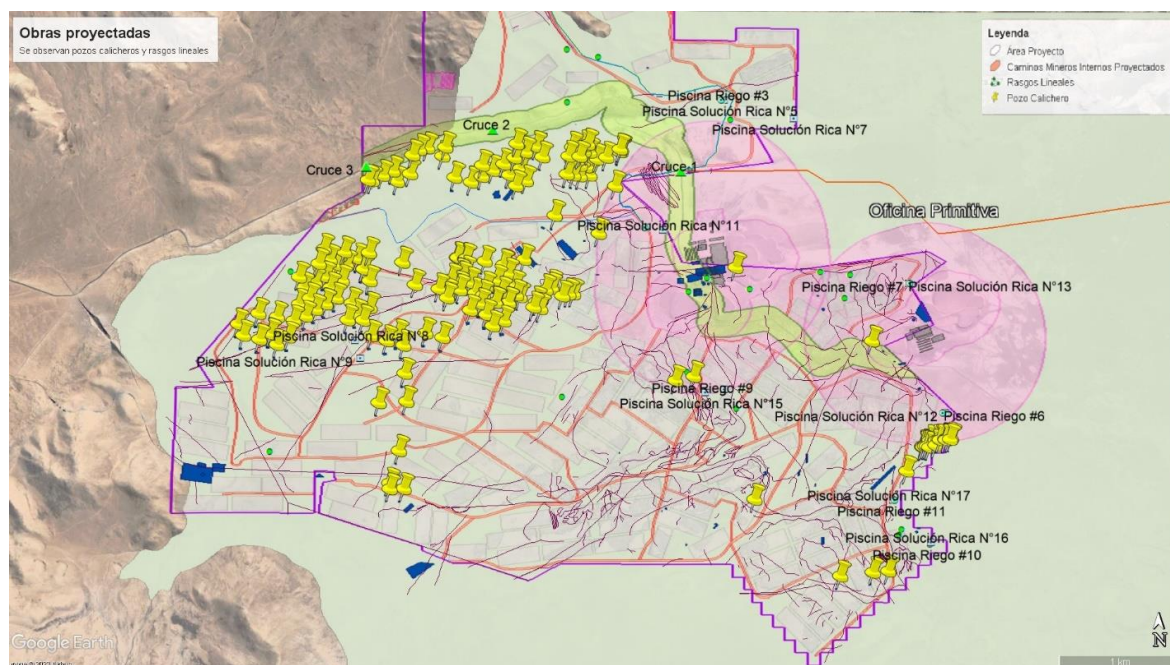 Obras proyectadas
Se observan pozos calicheros y rasgos lineales
Leyenda
Área Proyecto
Caminos Mineros Internos Proyectados
Rasgos Lineales
Pozo Calichero
Piscina Riego #3
Piscina Solución Rica N°5
Piscina Solución Rica N°7
Cruce 2
Cruce 3
Cruce 1
Oficina Primitiva
Piscina Solución Rica N°11
Piscina Riego #7
Piscina Solución Rica N°13
Piscina Solución Rica N°8
Piscina Solución Rica N°9
Piscina Riego #9
Piscina Solución Rica N°15
Piscina Solución Rica N°12
Piscina Riego #6
Piscina Solución Rica N°17
Piscina Riego #11
Piscina Solución Rica N°16
Piscina Riego #10
Google Earth
N
1 km